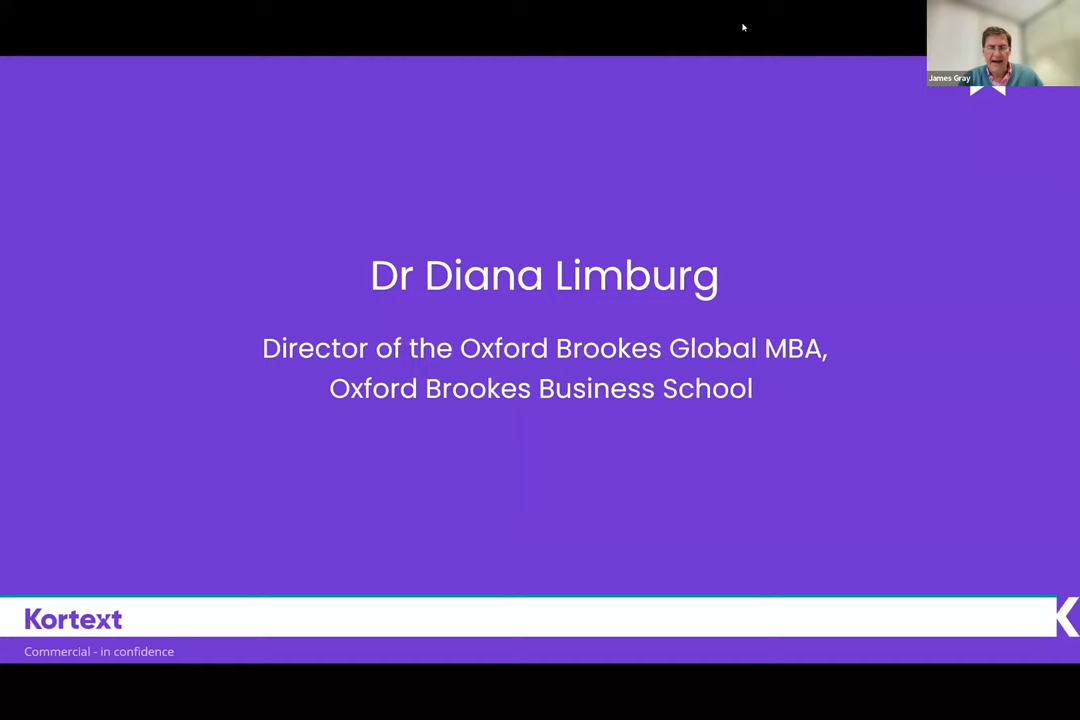 James Gray
Dr Diana Limburg
Director of the Oxford Brookes Global MBA,
Oxford Brookes Business School
Kortext
K
Commercial - in confidence